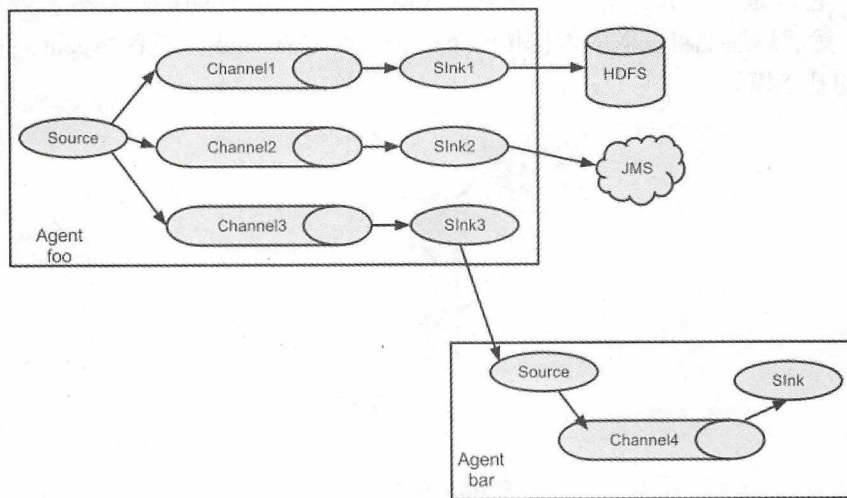 Channel1
SInk1
HDFS
Source
Channel2
SInk2
JMS
Channel3
SInk3
Agent
foo
Source
SInk
Channel4
Agent
bar